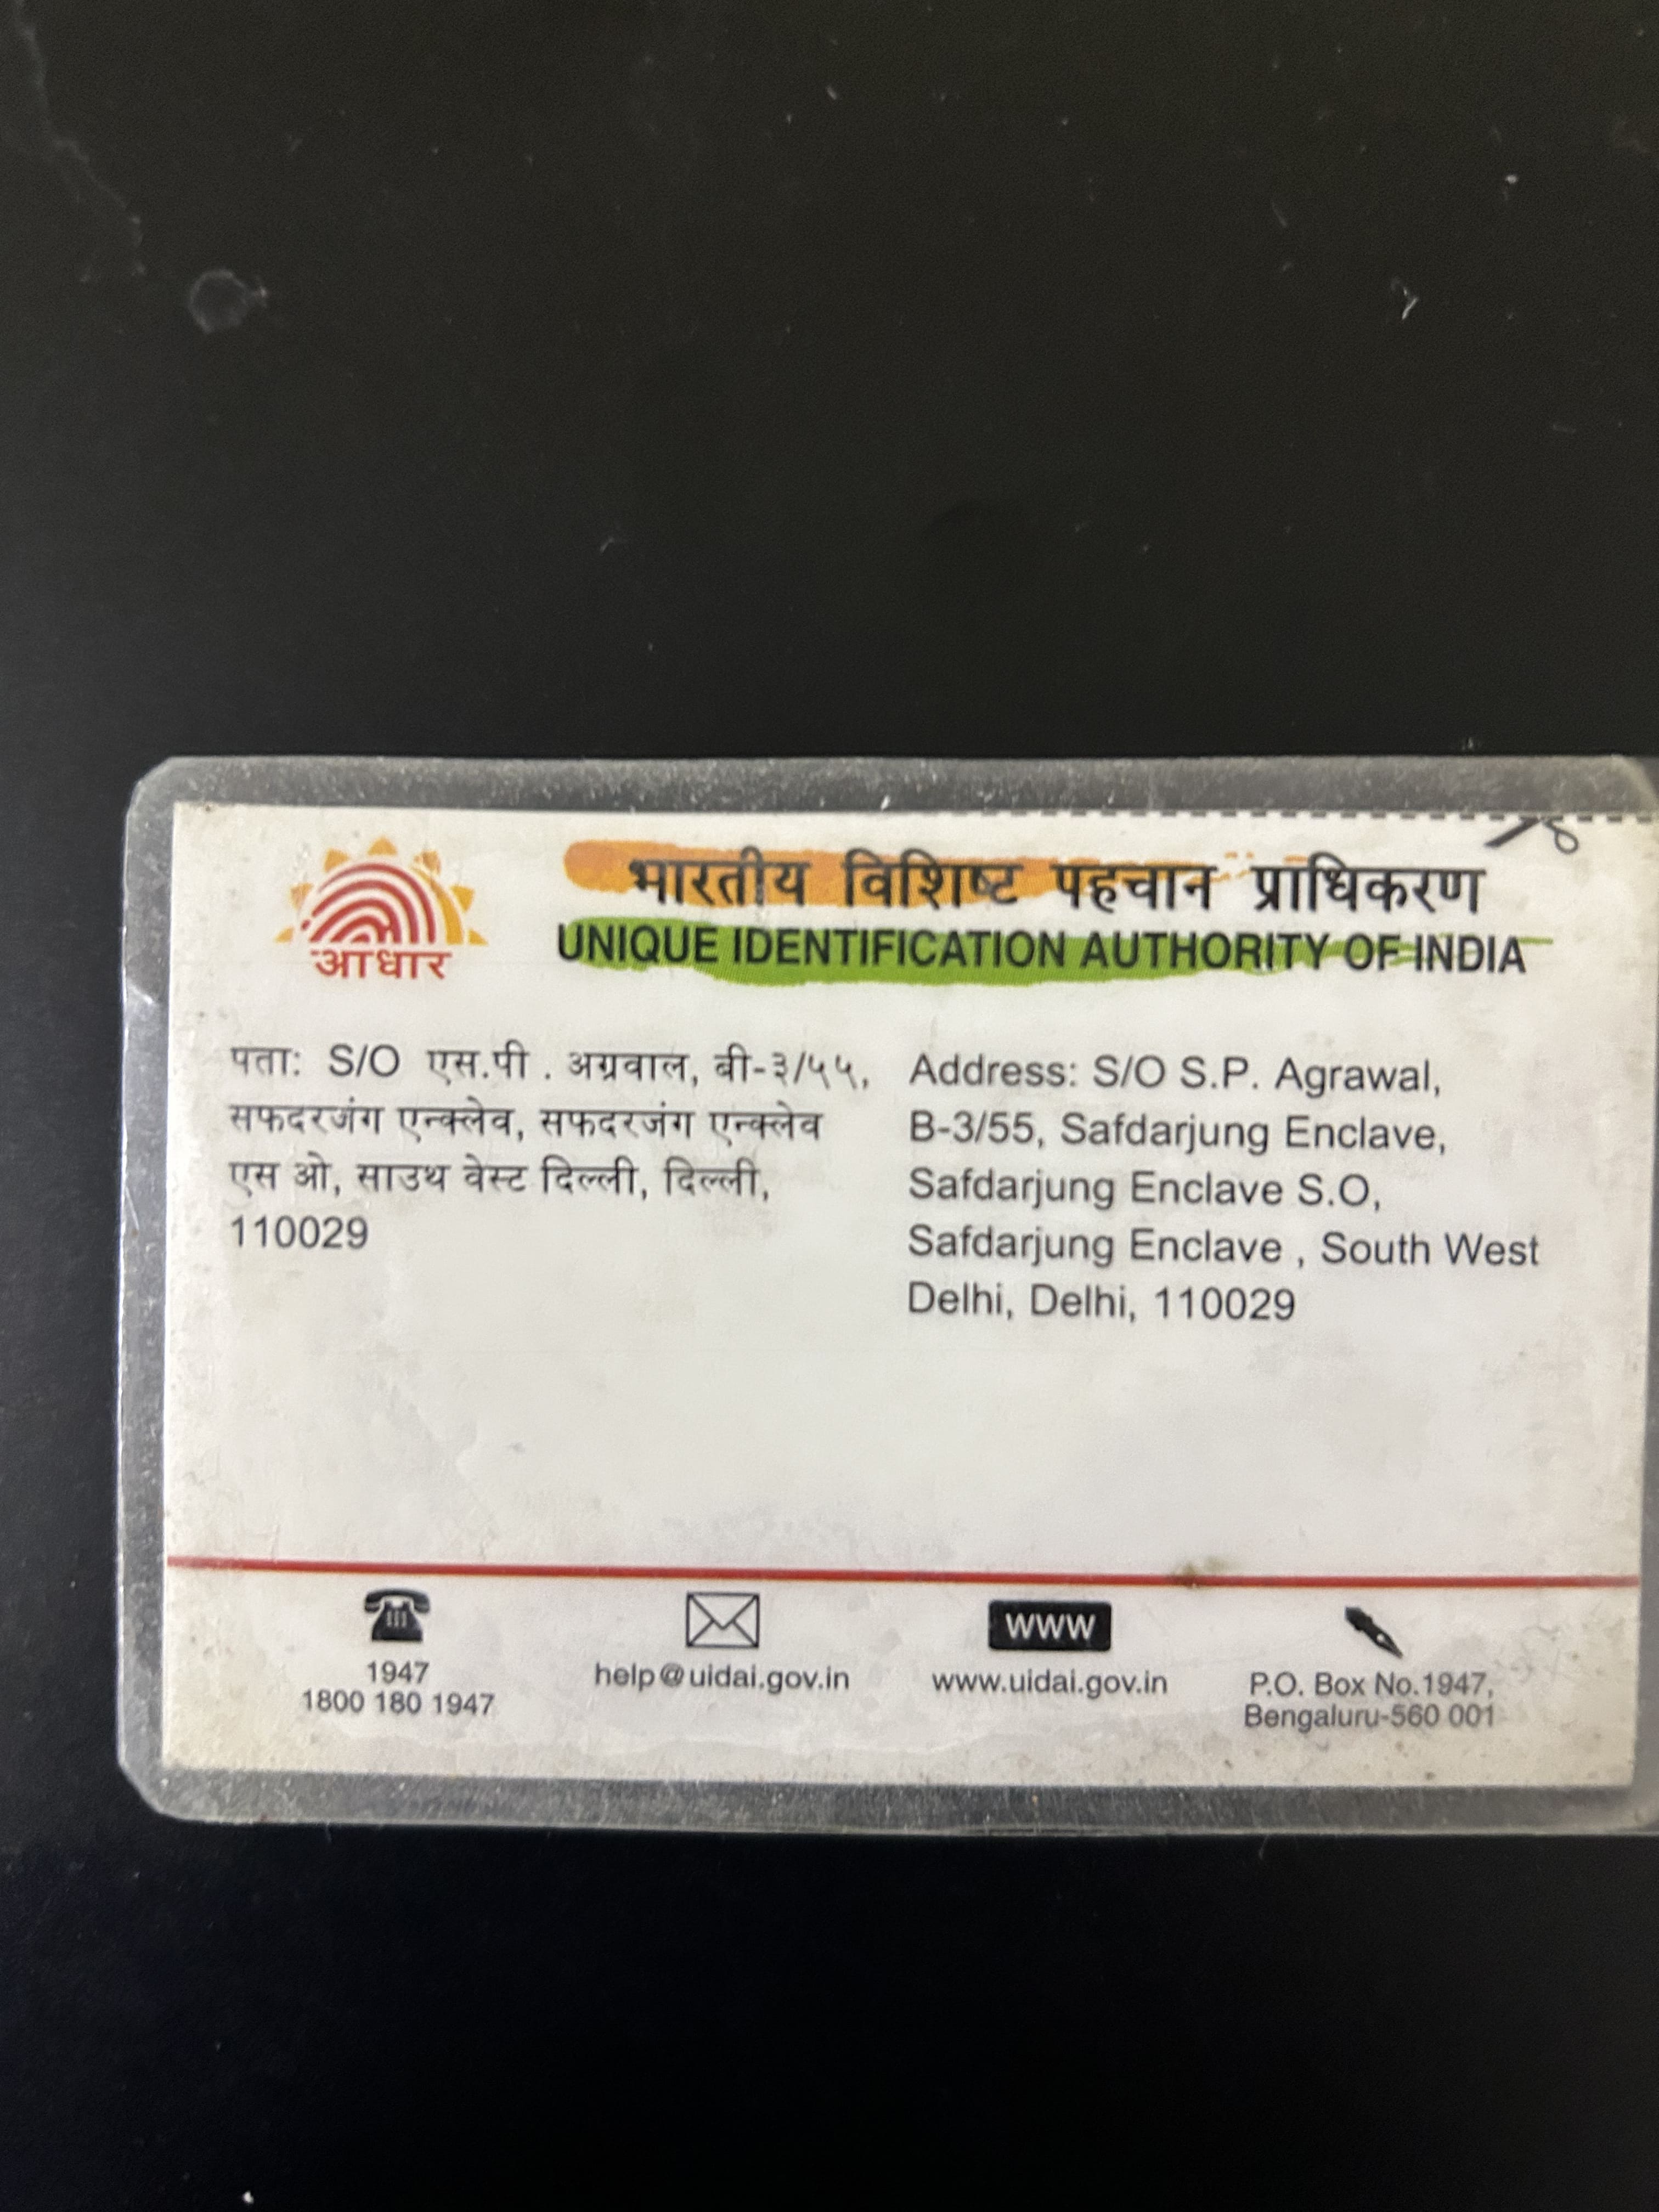 आधार
भारतीय विशिष्ट पहचान प्राधिकरण
UNIQUE IDENTIFICATION AUTHORITY OF INDIA
पता: S/O एस.पी . अग्रवाल, बी-३/५५,
सफदरजंग एन्क्लेव, सफदरजंग एन्क्लेव
एस ओ, साउथ वेस्ट दिल्ली, दिल्ली,
110029
Address: S/O S.P. Agrawal,
B-3/55, Safdarjung Enclave,
Safdarjung Enclave S.O,
Safdarjung Enclave , South West
Delhi, Delhi, 110029
1947
1800 180 1947
help@uidai.gov.in
WWW
www.uidai.gov.in
P.O. Box No.1947,
Bengaluru-560 001